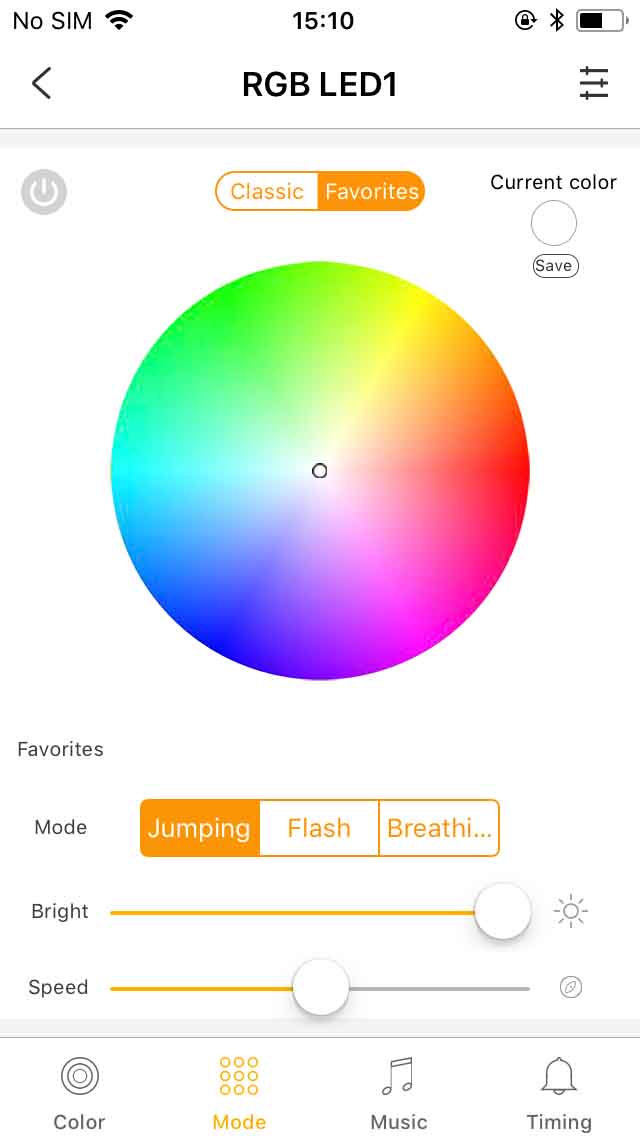 No SIM 15:10
RGB LED1
Classic Favorites
Current color
Save
Favorites
Mode Jumping Flash Breathi...
Bright
Speed
Color Mode Music Timing